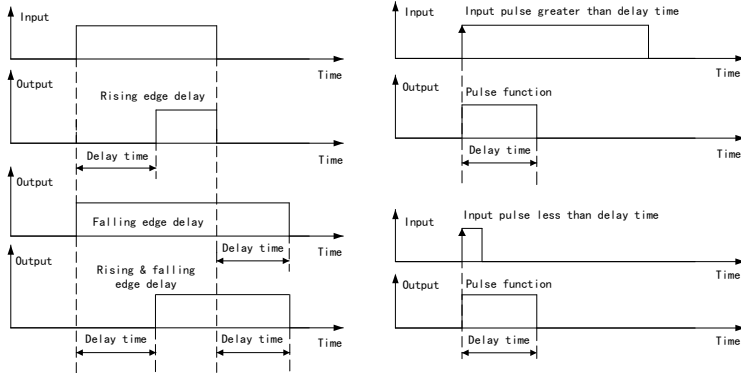 Input
Time
Output
Rising edge delay
Delay time
Time
Output
Falling edge delay
Delay time
Time
Output
Rising & falling
edge delay
Delay time
Delay time
Time
Input
Input pulse greater than delay time
Time
Output
Pulse function
Delay time
Time
Input
Input pulse less than delay time
Time
Output
Pulse function
Delay time
Time